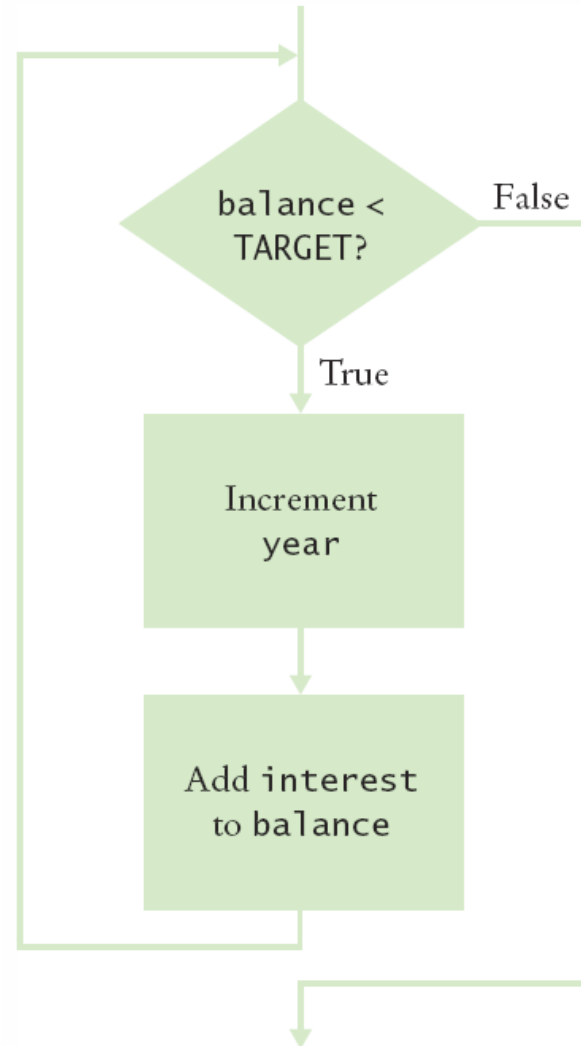 balance <
TARGET?
False
True
Increment
year
Add interest
to balance